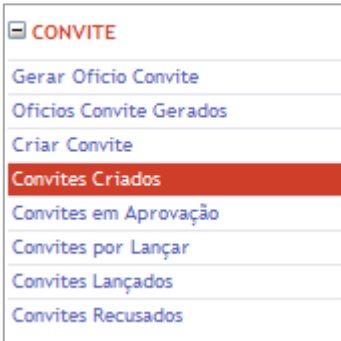 CONVITE
Gerar Oficio Convite
Oficios Convite Gerados
Criar Convite
Convites Criados
Convites em Aprovação
Convites por Lançar
Convites Lançados
Convites Recusados